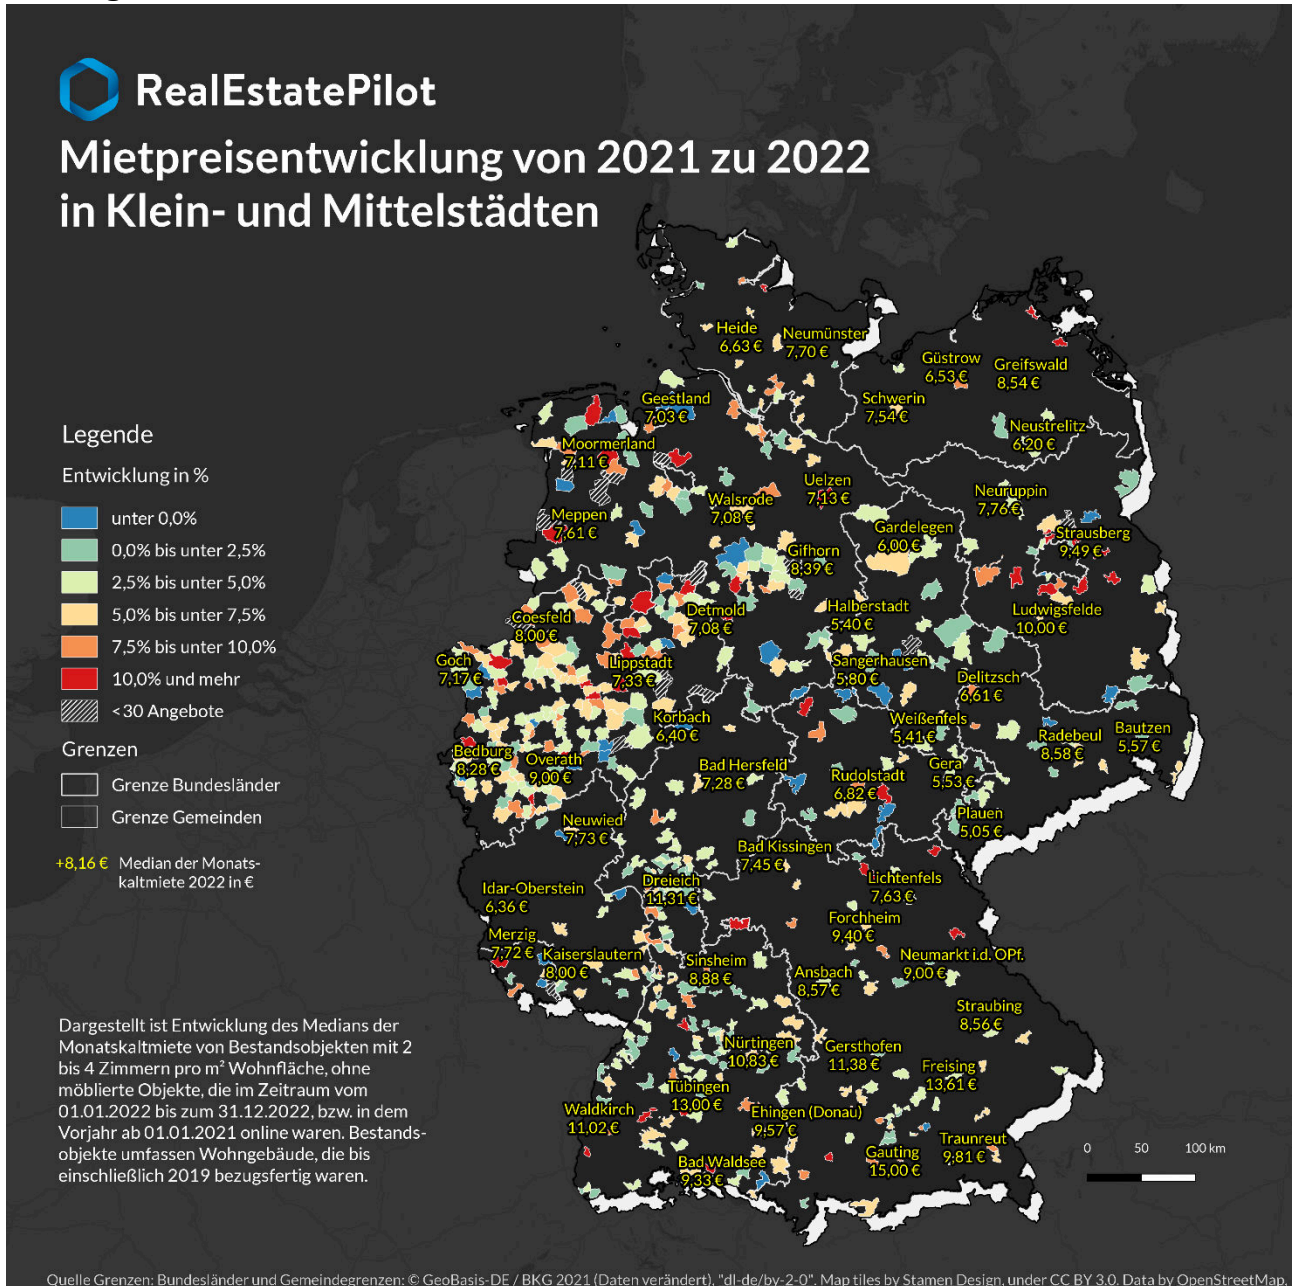 RealEstatePilot
Mietpreisentwicklung von 2021 zu 2022
in Klein- und Mittelstädten
Heide
6,63 €
Neumünster
7,70 €
Güstrow
6,53 €
Greifswald
8,54 €
Geestland
7,03 €
Schwerin
7,54 €
Neustrelitz
6,20 €
Moormerland
7,11 €
Uelzen
7,13 €
Walsrode
7,08 €
Neuruppin
7,76 €
Meppen
7,61 €
Gardelegen
6,00 €
Strausberg
9,49 €
Gifhorn
8,39 €
Coesfeld
8,00 €
Detmold
7,08 €
Halberstadt
5,40 €
Ludwigsfelde
10,00 €
Goch
7,17 €
Lippstadt
7,33 €
Sangerhausen
5,80 €
Delitzsch
6,61 €
Korbach
6,40 €
Weißenfels
5,41 €
Radebeul
8,58 €
Bautzen
5,57 €
Bedburg
8,28 €
Overath
9,00 €
Bad Hersfeld
7,28 €
Rudolstadt
6,82 €
Gera
5,53 €
Neuwied
7,73 €
Plauen
5,05 €
Bad Kissingen
7,45 €
Idar-Oberstein
6,36 €
Dreieich
11,31 €
Lichtenfels
7,63 €
Forchheim
9,40 €
Merzig
7,72 €
Kaiserslautern
8,00 €
Sinsheim
8,88 €
Ansbach
8,57 €
Neumarkt i.d. OPf.
9,00 €
Straubing
8,56 €
Nürtingen
10,83 €
Gersthofen
11,38 €
Freising
13,61 €
Tübingen
13,00 €
Waldkirch
11,02 €
Ehingen (Donau)
9,57 €
Gauting
15,00 €
Traunreut
9,81 €
Bad Waldsee
9,33 €
Legende
Entwicklung in %
unter 0,0%
0,0% bis unter 2,5%
2,5% bis unter 5,0%
5,0% bis unter 7,5%
7,5% bis unter 10,0%
10,0% und mehr
<30 Angebote
Grenzen
Grenze Bundesländer
Grenze Gemeinden
+8,16 € Median der Monats-
kaltmiete 2022 in €
Dargestellt ist Entwicklung des Medians der
Monatskaltmiete von Bestandsobjekten mit 2
bis 4 Zimmern pro m² Wohnfläche, ohne
möblierte Objekte, die im Zeitraum vom
01.01.2022 bis zum 31.12.2022, bzw. in dem
Vorjahr ab 01.01.2021 online waren. Bestands-
objekte umfassen Wohngebäude, die bis
einschließlich 2019 bezugsfertig waren.
0 50 100 km
Quelle Grenzen: Bundesländer und Gemeindegrenzen: © GeoBasis-DE / BKG 2021 (Daten verändert), "dl-de/by-2-0". Map tiles by Stamen Design, under CC BY 3.0. Data by OpenStreetMap.